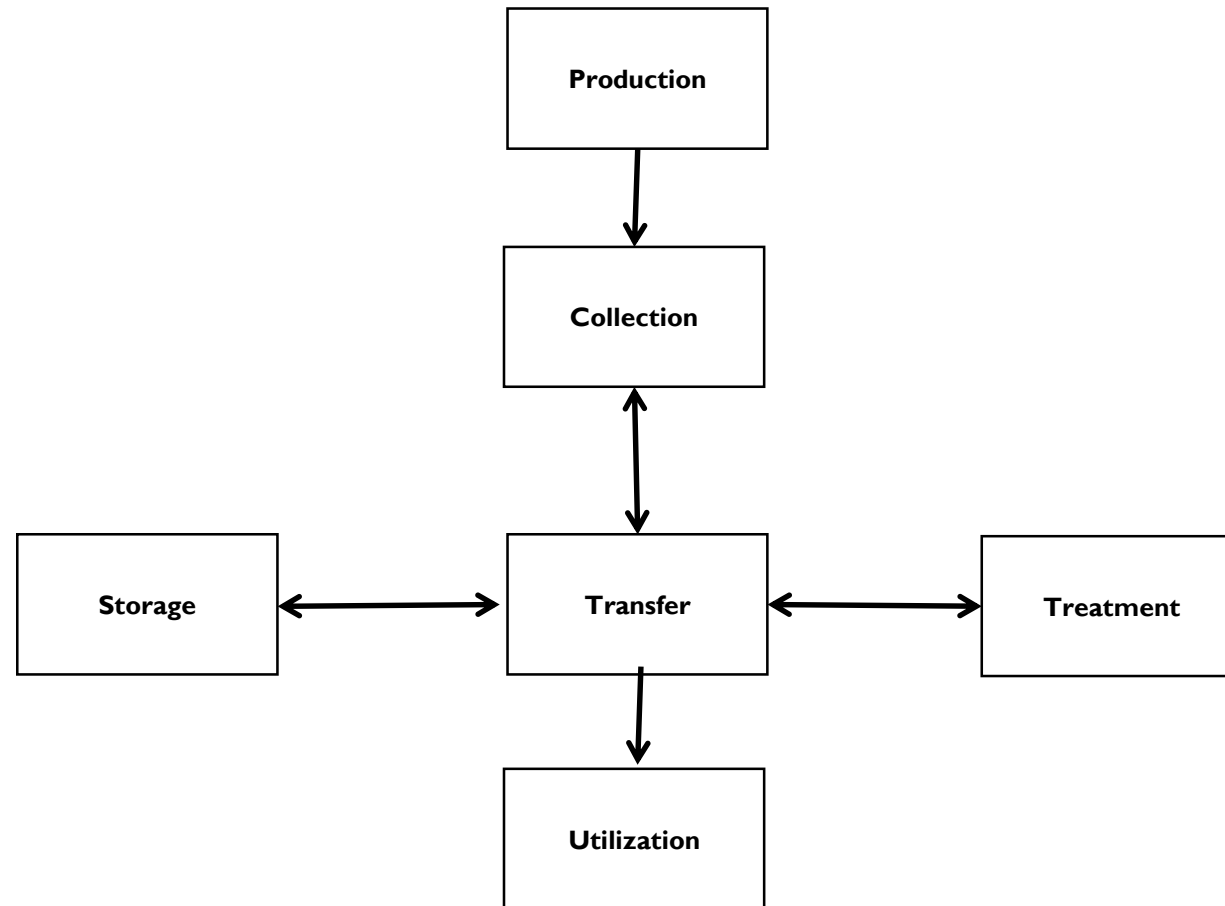 Production
Collection
Storage
Transfer
Treatment
Utilization